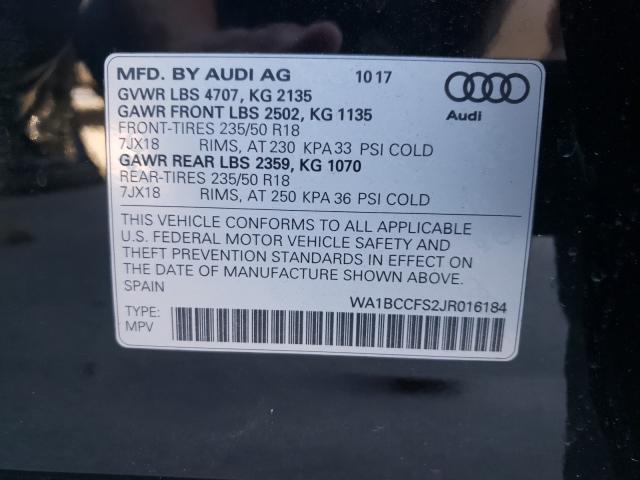 MFD. BY AUDI AG 10 17
GVWR LBS 4707, KG 2135
GAWR FRONT LBS 2502, KG 1135
FRONT-TIRES 235/50 R18
7JX18 RIMS, AT 230 KPA 33 PSI COLD
GAWR REAR LBS 2359, KG 1070
REAR-TIRES 235/50 R18
7JX18 RIMS, AT 250 KPA 36 PSI COLD
Audi
THIS VEHICLE CONFORMS TO ALL APPLICABLE
U.S. FEDERAL MOTOR VEHICLE SAFETY AND
THEFT PREVENTION STANDARDS IN EFFECT ON
THE DATE OF MANUFACTURE SHOWN ABOVE.
SPAIN
WA1BCCFS2JR016184
TYPE:
MPV